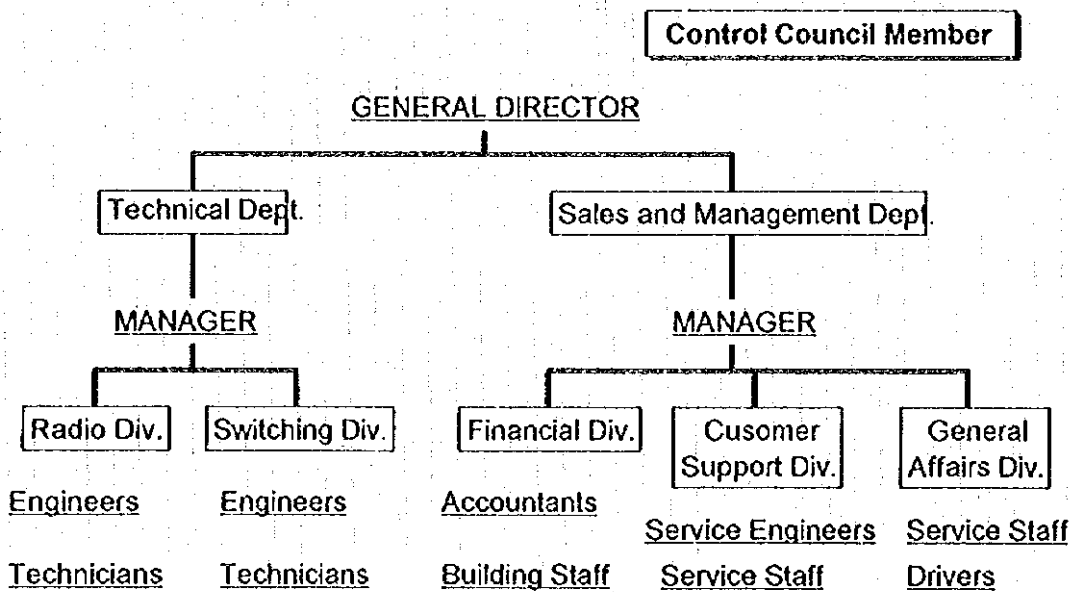 Control Council Member
GENERAL DIRECTOR
Technical Dept.
Sales and Management Dept.
MANAGER
MANAGER
Radio Div.
Switching Div.
Financial Div.
Cusomer
Support Div.
General
Affairs Div.
Engineers
Engineers
Accountants
Service Engineers
Service Staff
Technicians
Technicians
Building Staff
Service Staff
Drivers